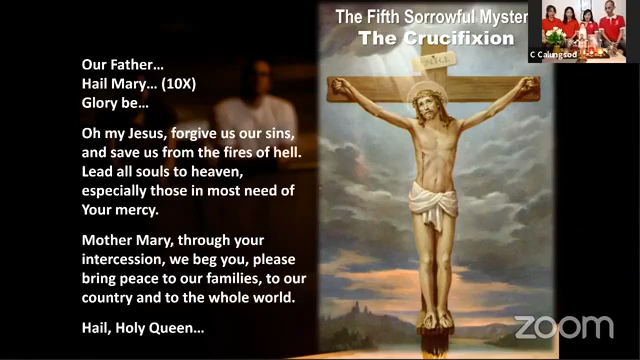 Our Father…
Hail Mary… (10X)
Glory be…
Oh my Jesus, forgive us our sins,
and save us from the fires of hell.
Lead all souls to heaven,
especially those in most need of
Your mercy.
Mother Mary, through your
intercession, we beg you, please
bring peace to our families, to our
country and to the whole world.
Hail, Holy Queen…
The Fifth Sorrowful Myster
The Crucifixion
C Calungsod
zoom